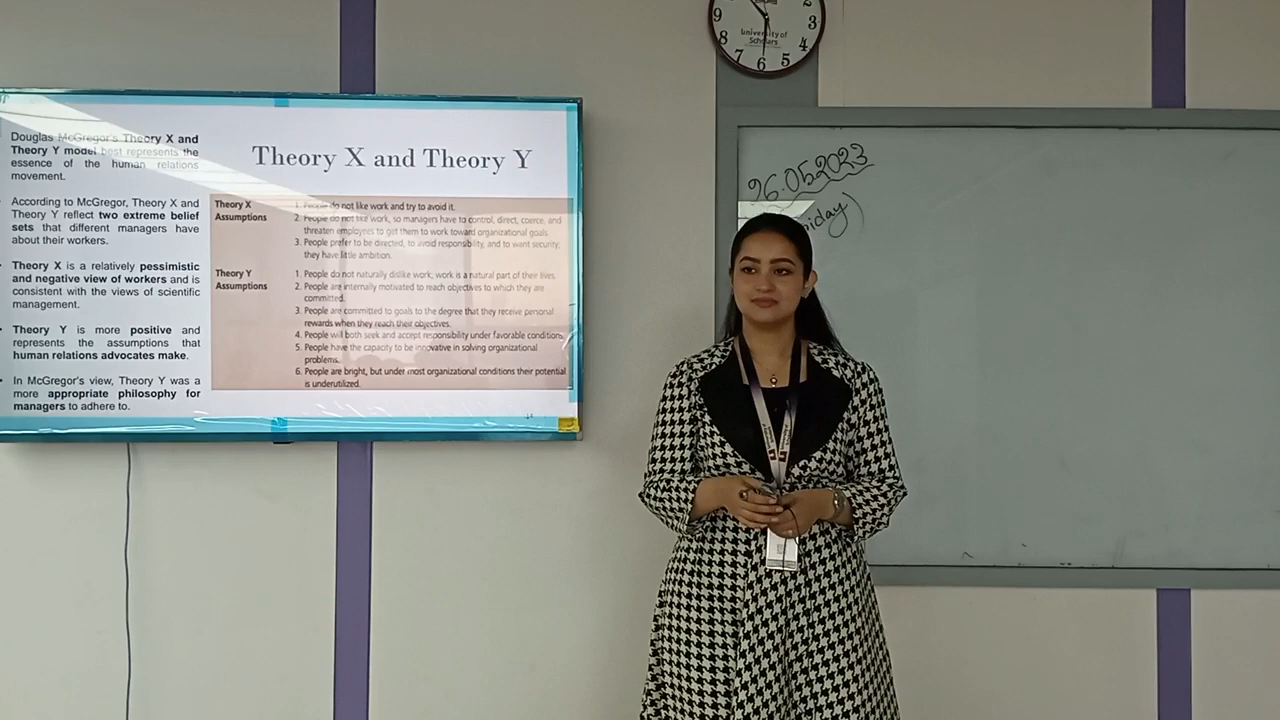 Douglas McGregor's Theory X and
Theory Y model best represents the
essence of the human relations
movement.
According to McGregor, Theory X and
Theory Y reflect two extreme belief
sets that different managers have
about their workers.
Theory X is a relatively pessimistic
and negative view of workers and is
consistent with the views of scientific
management.
Theory Y is more positive and
represents the assumptions that
human relations advocates make.
In McGregor's view, Theory Y was a
more appropriate philosophy for
managers to adhere to.
Theory X and Theory Y
Theory X
Assumptions
1. People do not like work and try to avoid it.
2. People do not like work, so managers have to control, direct, coerce, and
threaten employees to get them to work toward organizational goals.
3. People prefer to be directed, to avoid responsibility, and to want security;
they have little ambition.
Theory Y
Assumptions
1. People do not naturally dislike work; work is a natural part of their lives.
2. People are internally motivated to reach objectives to which they are
committed.
3. People are committed to goals to the degree that they receive personal
rewards when they reach their objectives.
4. People will both seek and accept responsibility under favorable conditions.
5. People have the capacity to be innovative in solving organizational
problems.
6. People are bright, but under most organizational conditions their potential
is underutilized.
14
2
9 3
8 4
7 6 5
University of
Scholars
26.05.2023
iday)